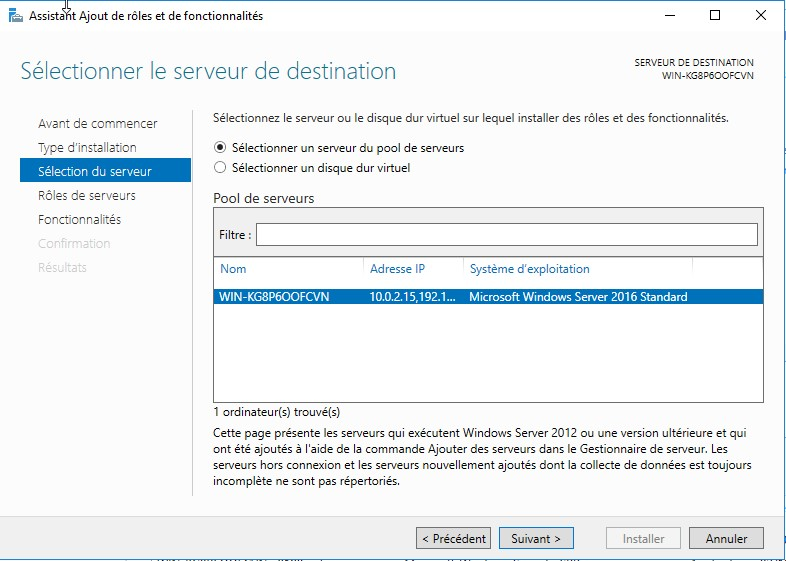 Assistant Ajout de rôles et de fonctionnalités
Sélectionner le serveur de destination
SERVEUR DE DESTINATION
WIN-KG8P6OOFCVN
Avant de commencer
Type d'installation
Sélection du serveur
Rôles de serveurs
Fonctionnalités
Confirmation
Résultats
Sélectionnez le serveur ou le disque dur virtuel sur lequel installer des rôles et des fonctionnalités.
Sélectionner un serveur du pool de serveurs
Sélectionner un disque dur virtuel
Pool de serveurs
Filtre :
Nom Adresse IP Système d'exploitation
WIN-KG8P6OOFCVN 10.0.2.15,192.1... Microsoft Windows Server 2016 Standard
1 ordinateur(s) trouvé(s)
Cette page présente les serveurs qui exécutent Windows Server 2012 ou une version ultérieure et qui
ont été ajoutés à l'aide de la commande Ajouter des serveurs dans le Gestionnaire de serveur. Les
serveurs hors connexion et les serveurs nouvellement ajoutés dont la collecte de données est toujours
incomplète ne sont pas répertoriés.
< Précédent Suivant > Installer Annuler